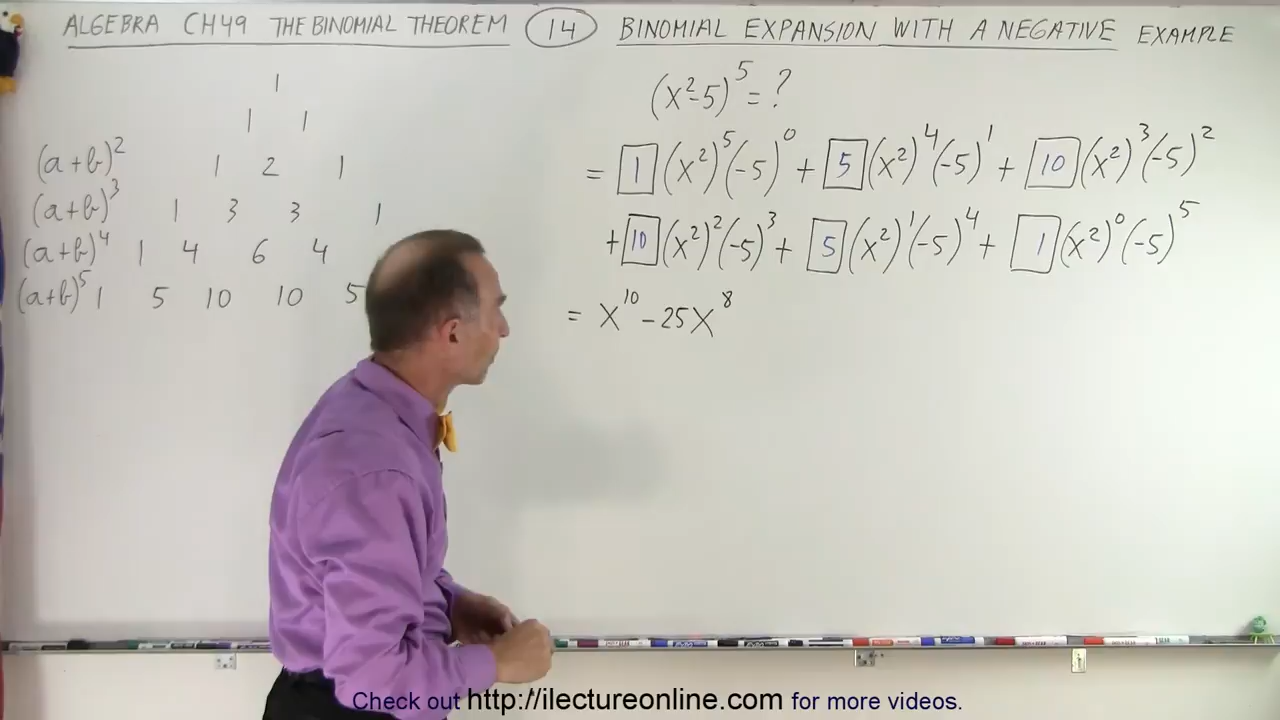 ALGEBRA CH49 THE BINOMIAL THEOREM 14 BINOMIAL EXPANSION WITH A NEGATIVE EXAMPLE
1
1 1
(a+b)² 1 2 1
(a+b)³ 1 3 3 1
(a+b)⁴ 1 4 6 4
(a+b)⁵ 1 5 10 10 5
(x²-5)⁵ = ?
= 1 (x²)⁵(-5)⁰ + 5 (x²)⁴(-5)¹ + 10 (x²)³(-5)²
+ 10 (x²)²(-5)³ + 5 (x²)¹(-5)⁴ + 1 (x²)⁰(-5)⁵
= x¹⁰ - 25x⁸
Check out http://ilectureonline.com for more videos.